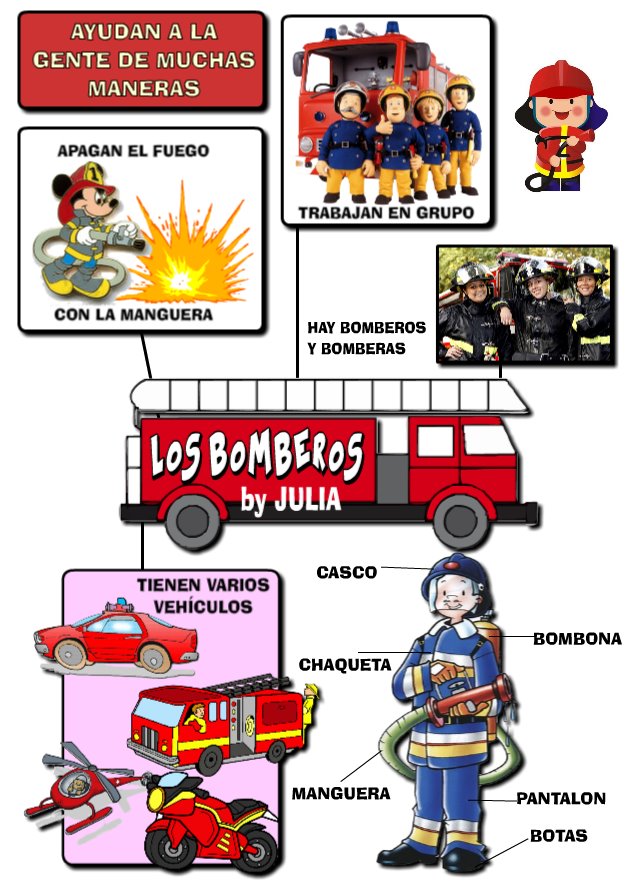 AYUDAN A LA
GENTE DE MUCHAS
MANERAS
TRABAJAN EN GRUPO
APAGAN EL FUEGO
CON LA MANGUERA
HAY BOMBEROS
Y BOMBERAS
LOS BOMBEROS
by JULIA
TIENEN VARIOS
VEHÍCULOS
CASCO
BOMBONA
CHAQUETA
MANGUERA
PANTALON
BOTAS